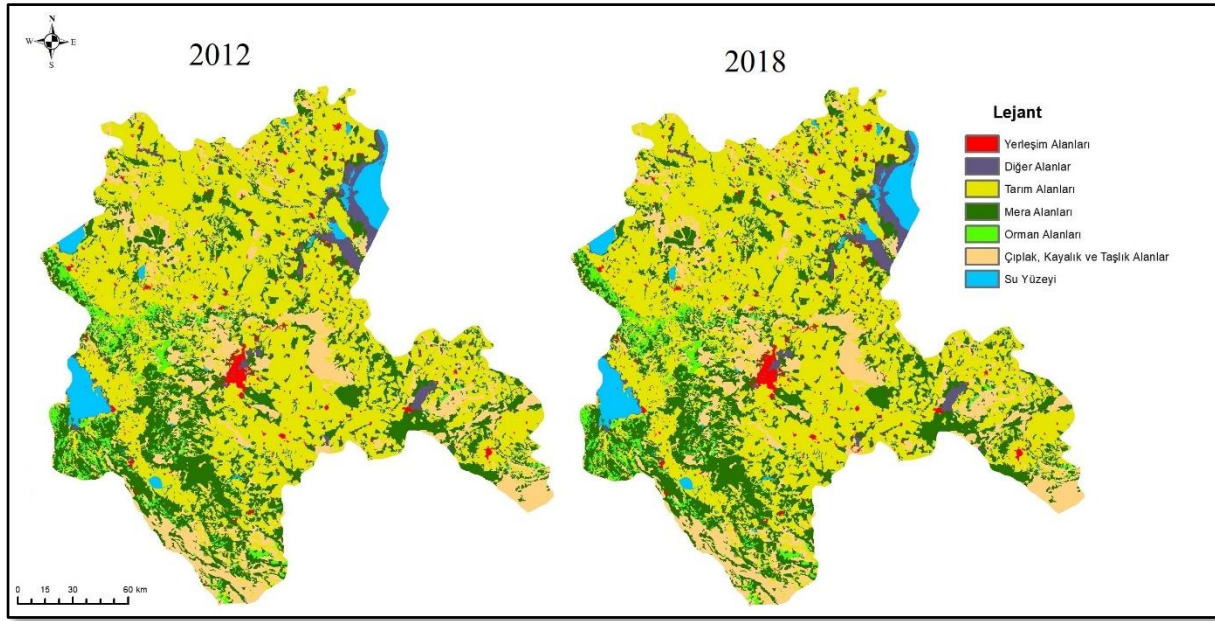 N
W E
S
2012
2018
Lejant
Yerleşim Alanları
Diğer Alanlar
Tarım Alanları
Mera Alanları
Orman Alanları
Çıplak, Kayalık ve Taşlık Alanlar
Su Yüzeyi
0 15 30 60 km